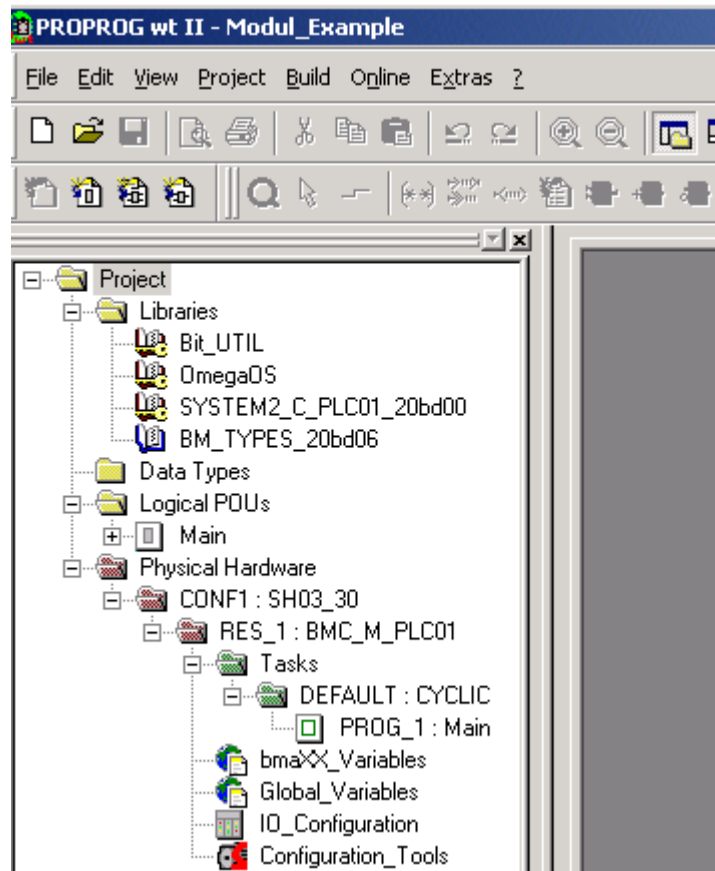 PROPROG wt II - Modul_Example
File Edit View Project Build Online Extras ?
Project
Libraries
Bit_UTIL
OmegaOS
SYSTEM2_C_PLC01_20bd00
BM_TYPES_20bd06
Data Types
Logical POUs
Main
Physical Hardware
CONF1 : SH03_30
RES_1 : BMC_M_PLC01
Tasks
DEFAULT : CYCLIC
PROG_1 : Main
bmaXX_Variables
Global_Variables
IO_Configuration
Configuration_Tools